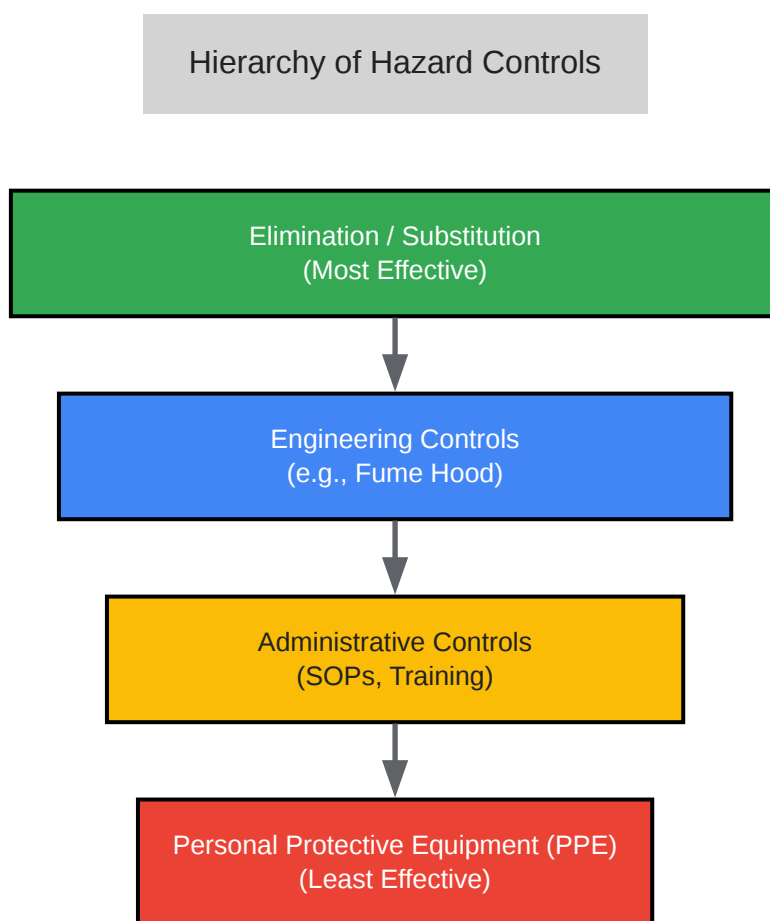 Hierarchy of Hazard Controls
Elimination / Substitution
(Most Effective)
Engineering Controls
(e.g., Fume Hood)
Administrative Controls
(SOPs, Training)
Personal Protective Equipment (PPE)
(Least Effective)